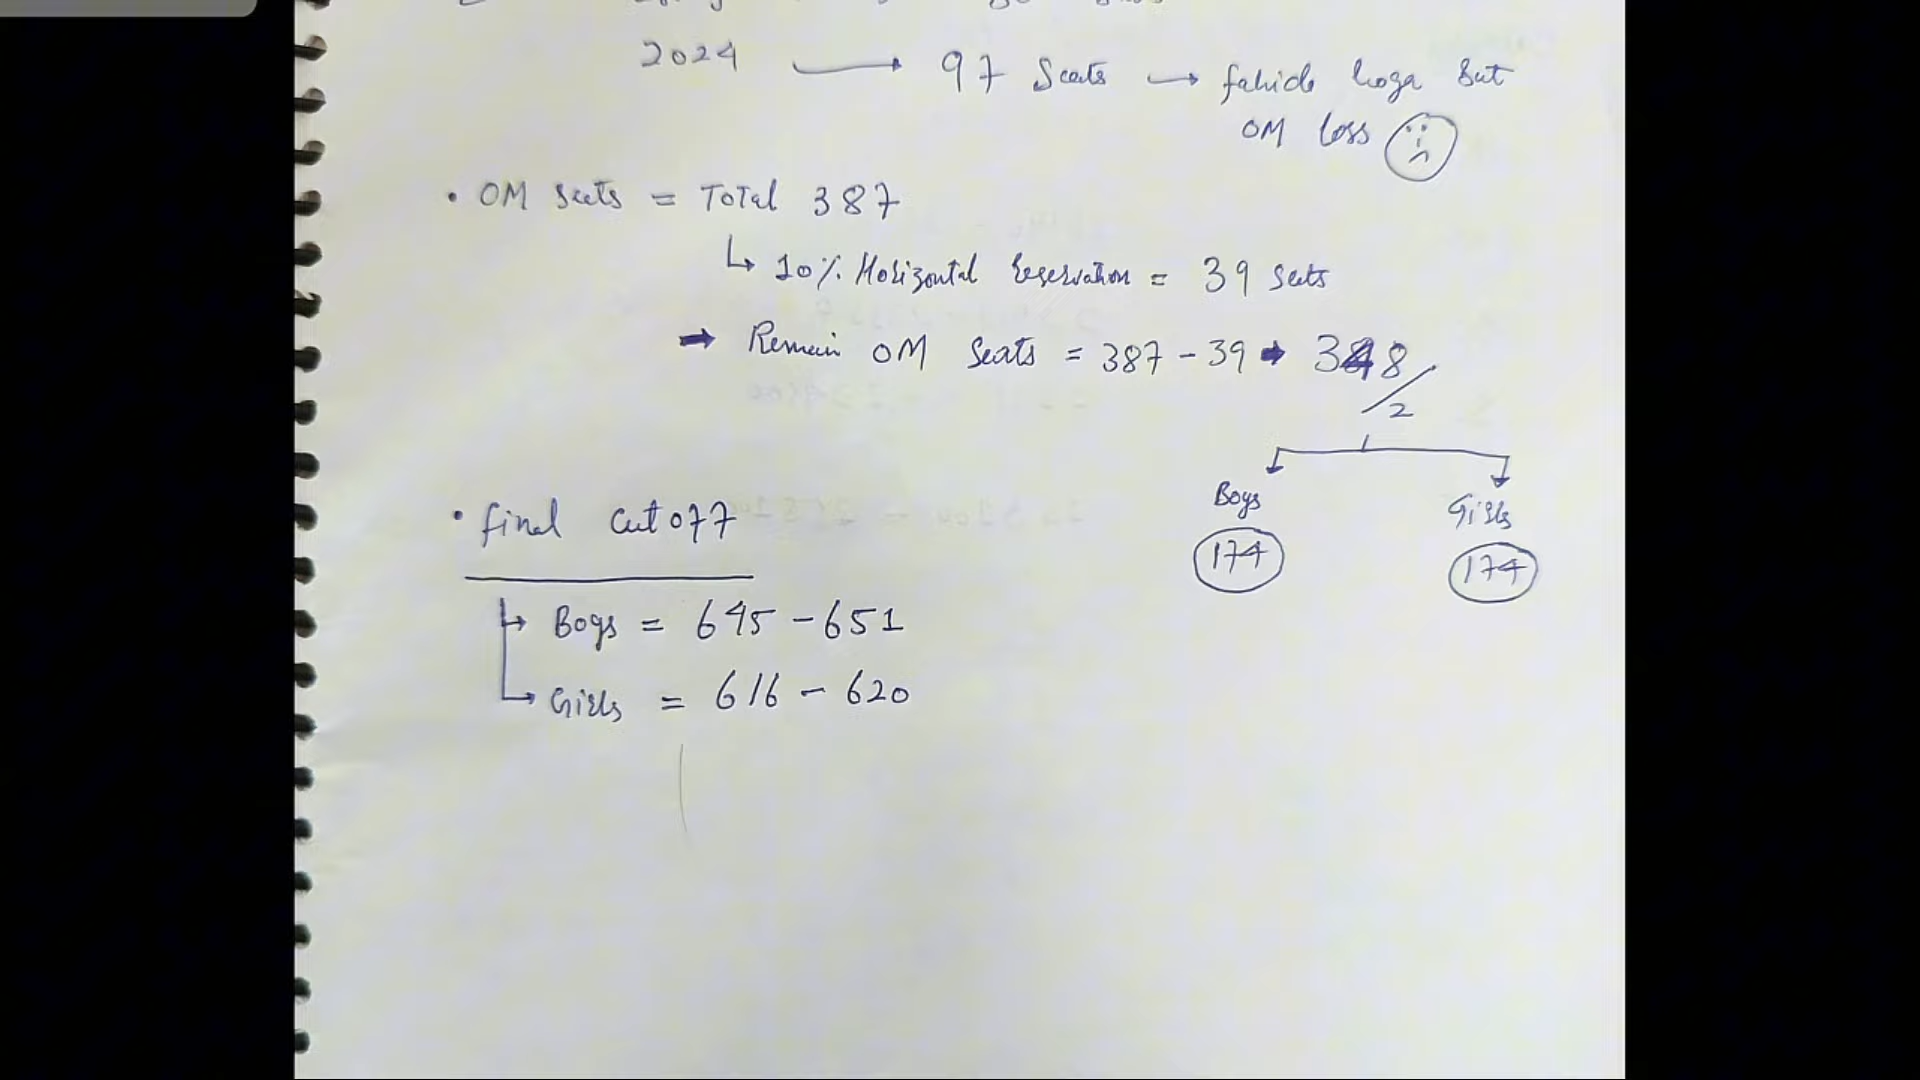 2024 → 97 Seats → fahide hoga But
OM loss
• OM Seats = Total 387
↳ 10% Horizontal Reservation = 39 Seats
➡ Remain OM Seats = 387 - 39 ➡ 348
/2
Boys Girls
174 174
• final Cutoff
↳ Boys = 645 - 651
↳ Girls = 616 - 620